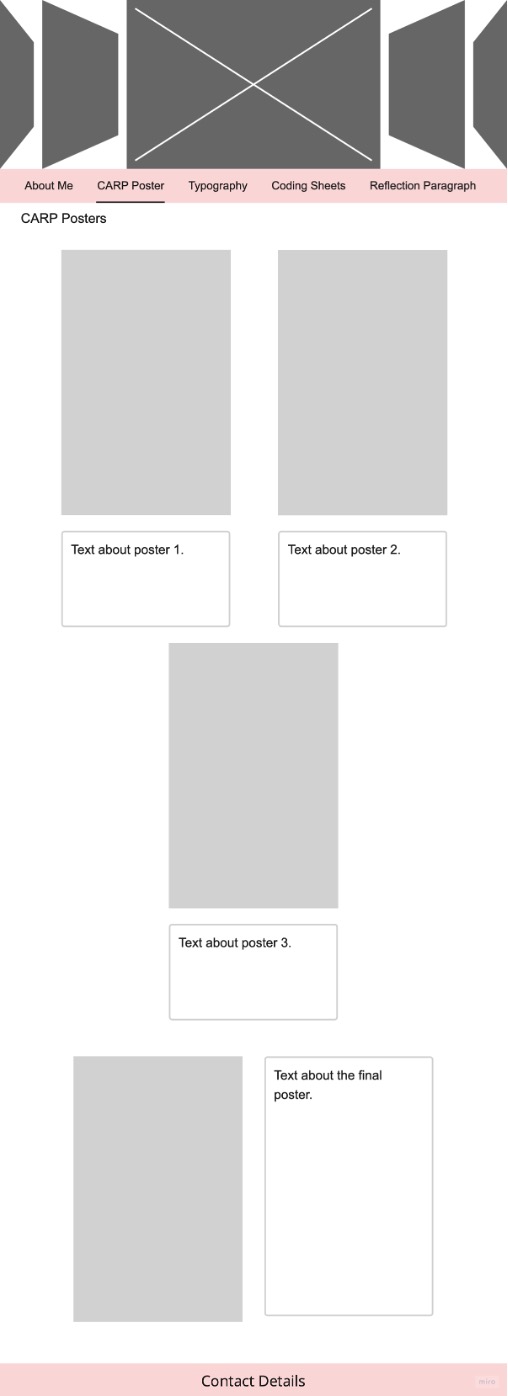 About Me CARP Poster Typography Coding Sheets Reflection Paragraph
CARP Posters
Text about poster 1.
Text about poster 2.
Text about poster 3.
Text about the final
poster.
Contact Details
miro